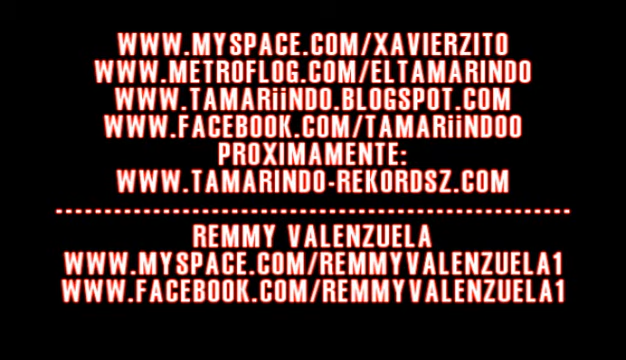 WWW.MYSPACE.COM/XAVIERZITO
WWW.METROFLOG.COM/ELTAMARINDO
WWW.TAMARiiNDO.BLOGSPOT.COM
WWW.FACEBOOK.COM/TAMARiiNDOO
PROXIMAMENTE:
WWW.TAMARINDO-REKORDSZ.COM
REMMY VALENZUELA
WWW.MYSPACE.COM/REMMYVALENZUELA1
WWW.FACEBOOK.COM/REMMYVALENZUELA1